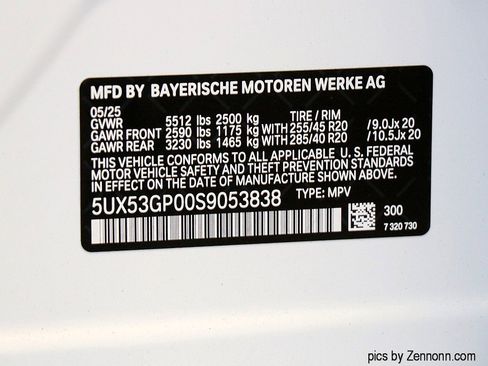 MFD BY BAYERISCHE MOTOREN WERKE AG
05/25
GVWR 5512 lbs 2500 kg TIRE / RIM
GAWR FRONT 2590 lbs 1175 kg WITH 255/45 R20 /9.0Jx 20
GAWR REAR 3230 lbs 1465 kg WITH 285/40 R20 /10.5Jx 20
THIS VEHICLE CONFORMS TO ALL APPLICABLE U. S. FEDERAL
MOTOR VEHICLE SAFETY AND THEFT PREVENTION STANDARDS
IN EFFECT ON THE DATE OF MANUFACTURE SHOWN ABOVE.
5UX53GP00S9053838 TYPE: MPV
300
7 320 730
pics by Zennonn.com